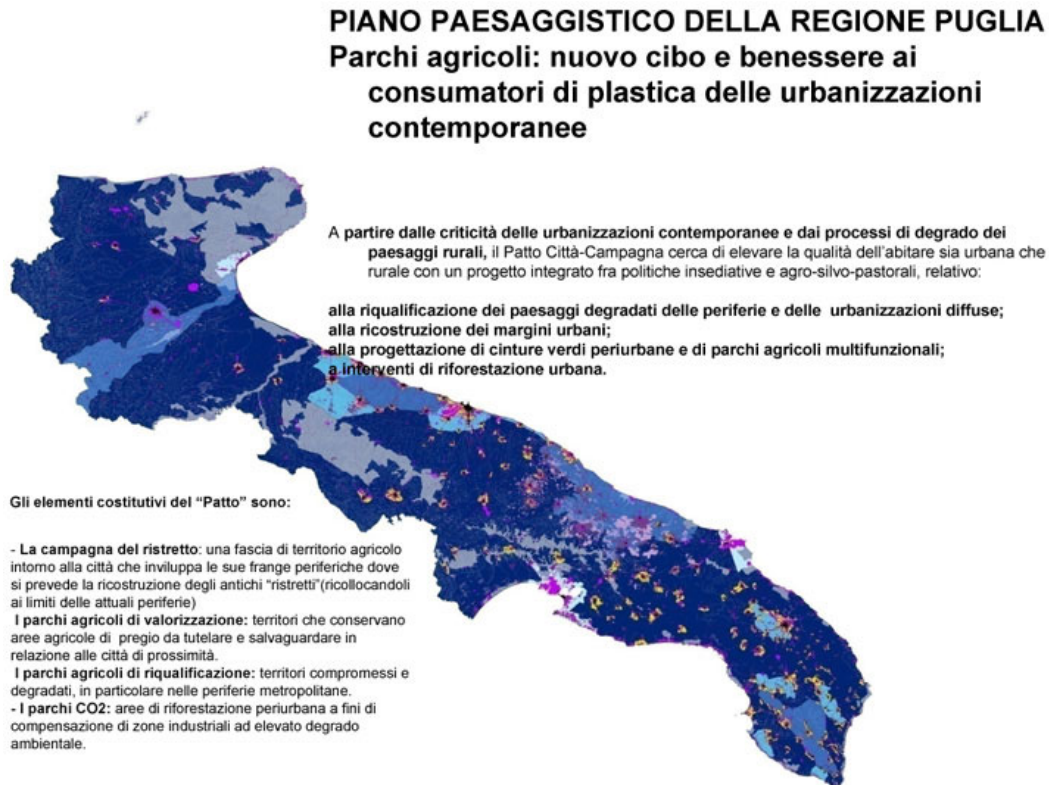 PIANO PAESAGGISTICO DELLA REGIONE PUGLIA
Parchi agricoli: nuovo cibo e benessere ai
consumatori di plastica delle urbanizzazioni
contemporanee
A partire dalle criticità delle urbanizzazioni contemporanee e dai processi di degrado dei
paesaggi rurali, il Patto Città-Campagna cerca di elevare la qualità dell'abitare sia urbana che
rurale con un progetto integrato fra politiche insediative e agro-silvo-pastorali, relativo:
alla riqualificazione dei paesaggi degradati delle periferie e delle urbanizzazioni diffuse;
alla ricostruzione dei margini urbani;
alla progettazione di cinture verdi periurbane e di parchi agricoli multifunzionali;
a interventi di riforestazione urbana.
Gli elementi costitutivi del “Patto” sono:
- La campagna del ristretto: una fascia di territorio agricolo
intorno alla città che inviluppa le sue frange periferiche dove
si prevede la ricostruzione degli antichi “ristretti”(ricollocandoli
ai limiti delle attuali periferie)
I parchi agricoli di valorizzazione: territori che conservano
aree agricole di pregio da tutelare e salvaguardare in
relazione alle città di prossimità.
I parchi agricoli di riqualificazione: territori compromessi e
degradati, in particolare nelle periferie metropolitane.
- I parchi CO2: aree di riforestazione periurbana a fini di
compensazione di zone industriali ad elevato degrado
ambientale.